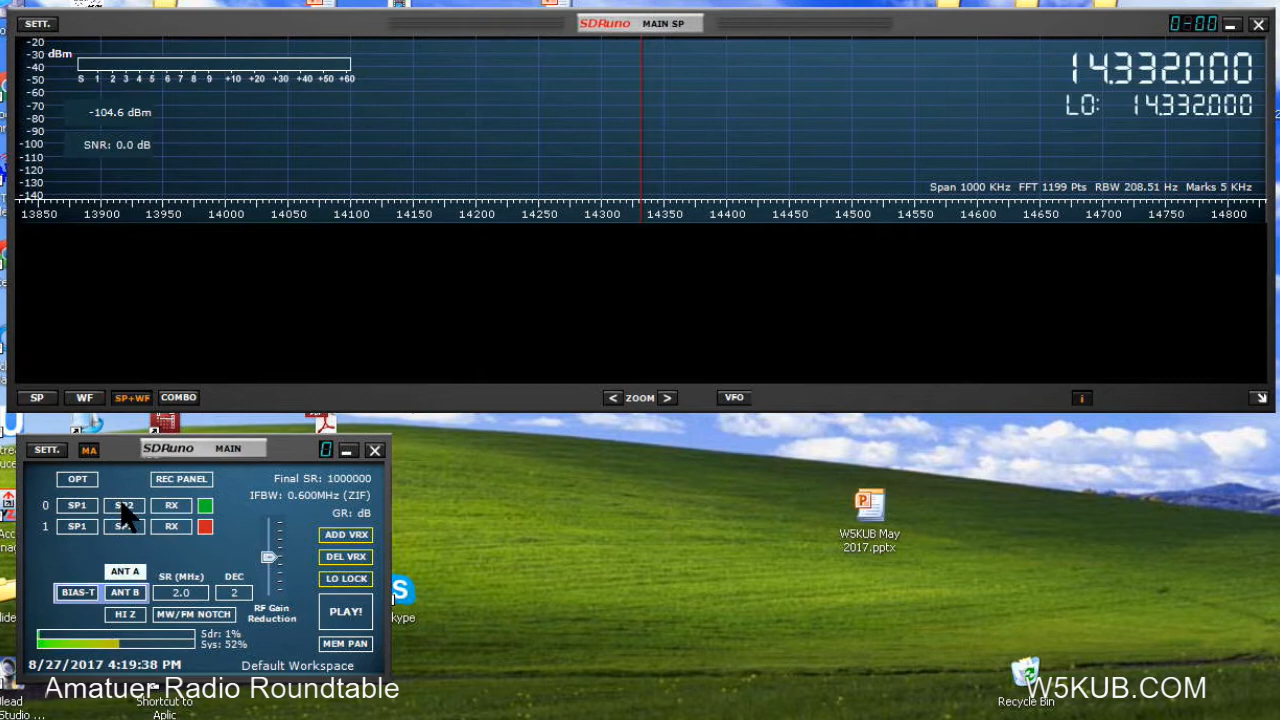 SETT.
SDRuno MAIN SP
0-00
-20
-30 dBm
-40
-50 S 1 2 3 4 5 6 7 8 9 +10 +20 +30 +40 +50 +60
-60
-70
-80
-90
-100
-110
-120
-130
-140
-104.6 dBm
SNR: 0.0 dB
14.332.000
LO: 14.332.000
Span 1000 KHz FFT 1199 Pts RBW 208.51 Hz Marks 5 KHz
13850 13900 13950 14000 14050 14100 14150 14200 14250 14300 14350 14400 14450 14500 14550 14600 14650 14700 14750 14800
SP WF SP+WF COMBO < ZOOM > VFO i
SETT. MA SDRuno MAIN 0
OPT REC PANEL Final SR: 1000000
IFBW: 0.600MHz (ZIF)
GR: dB
0 SP1 RX
1 SP1 RX
ADD VRX
DEL VRX
LO LOCK
ANT A
SR (MHz) DEC
BIAS-T ANT B 2.0 2
HI Z MW/FM NOTCH
RF Gain
Reduction
PLAY!
MEM PAN
Sdr: 1%
Sys: 52%
8/27/2017 4:19:38 PM Default Workspace
W5KUB May
2017.pptx
kype
Recycle Bin
Shortcut to
Aplic
Studio ...
Amatuer Radio Roundtable
W5KUB.COM